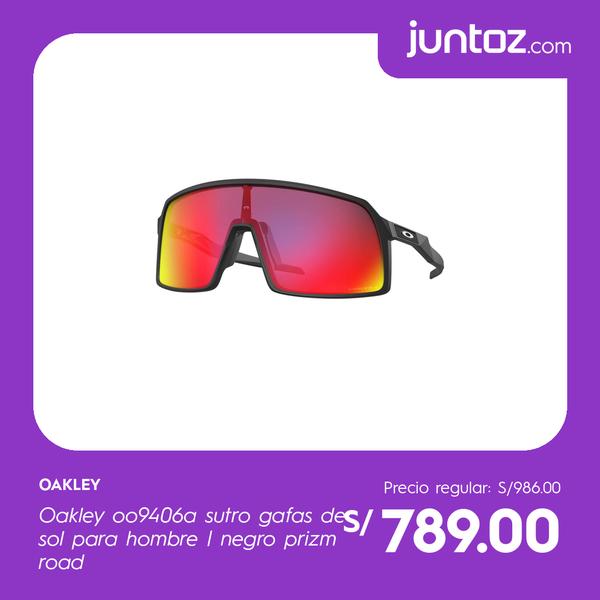 juntoz.com
OAKLEY
Oakley oo9406a sutro gafas de
sol para hombre | negro prizm
road
Precio regular: S/986.00
S/ 789.00